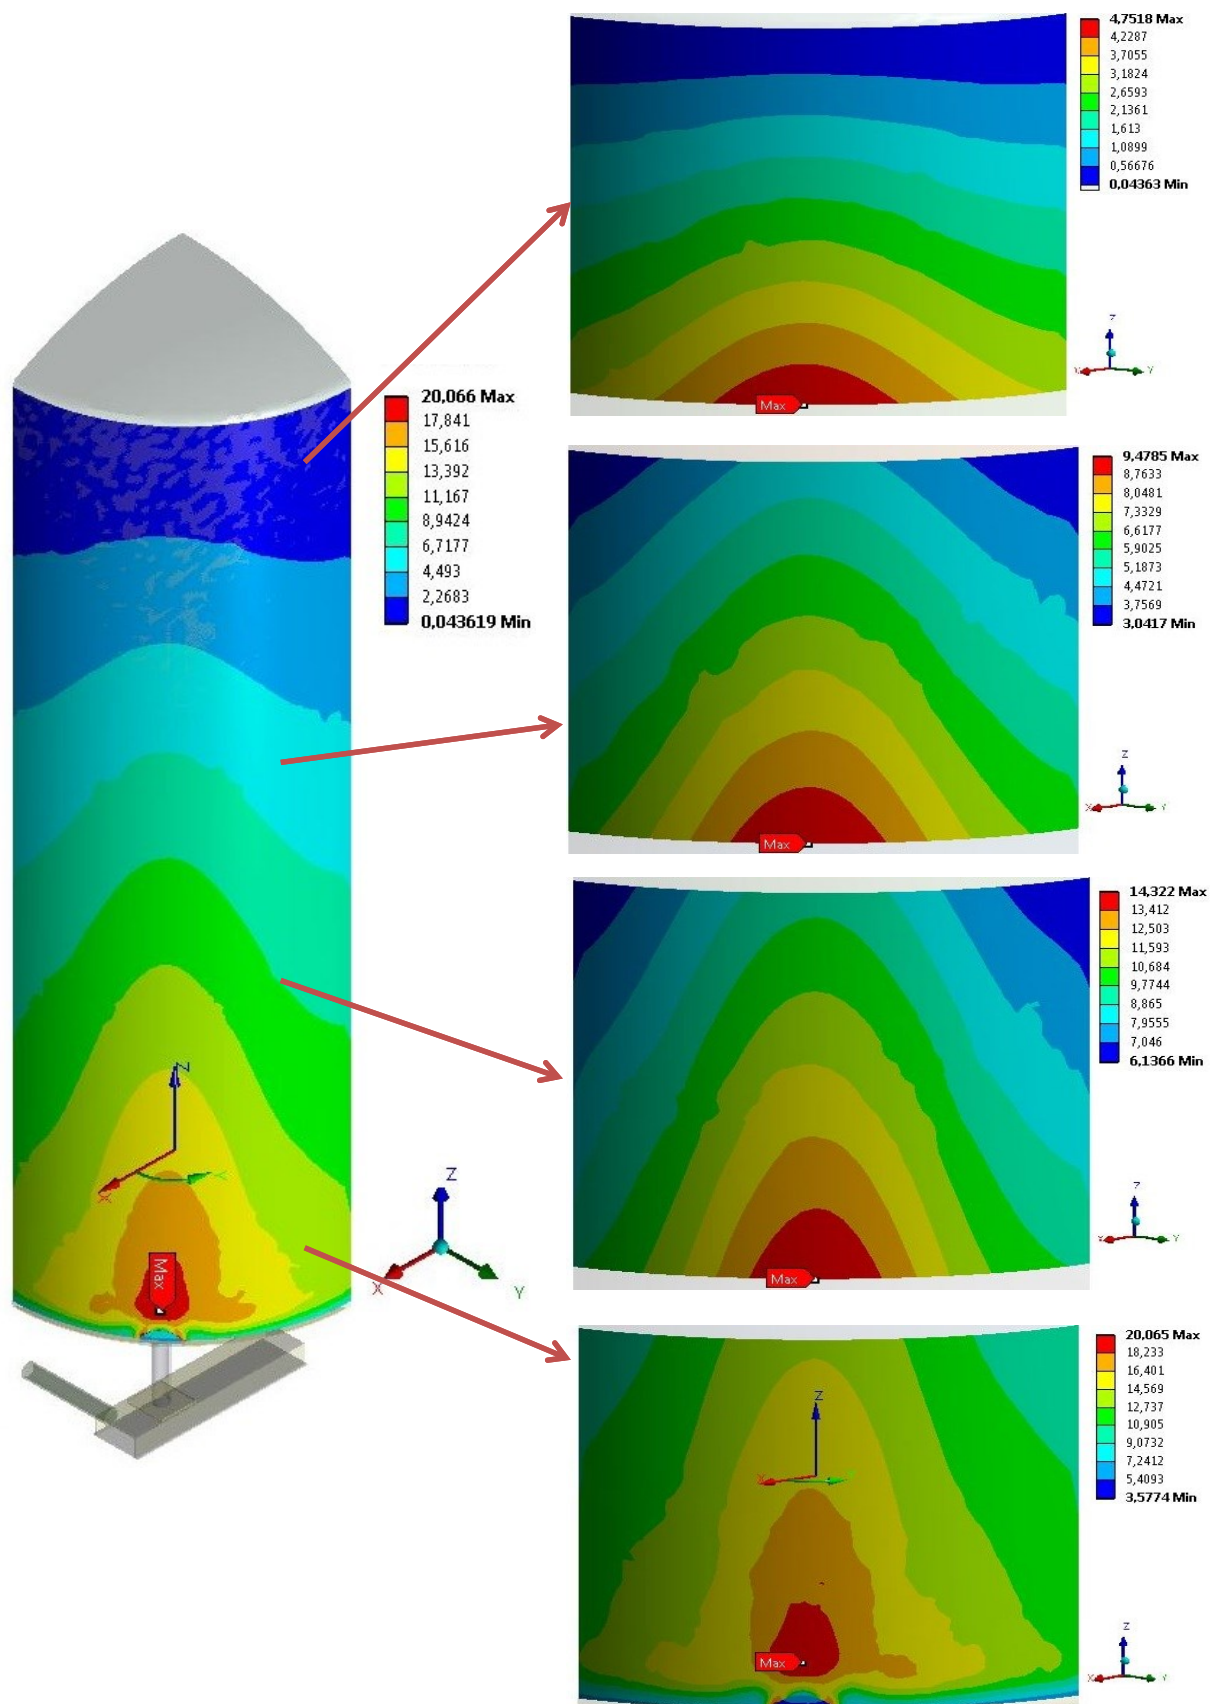 20,066 Max
17,841
15,616
13,392
11,167
8,9424
6,7177
4,493
2,2683
0,043619 Min
Z
X
Y
Max
Z
X
Y
4,7518 Max
4,2287
3,7055
3,1824
2,6593
2,1361
1,613
1,0899
0,56676
0,04363 Min
Max
Z
X
Y
9,4785 Max
8,7633
8,0481
7,3329
6,6177
5,9025
5,1873
4,4721
3,7569
3,0417 Min
Max
Z
X
Y
14,322 Max
13,412
12,503
11,593
10,684
9,7744
8,865
7,9555
7,046
6,1366 Min
Max
Z
X
Y
20,065 Max
18,233
16,401
14,569
12,737
10,905
9,0732
7,2412
5,4093
3,5774 Min
Z
X
Y
Max
Z
X
Y